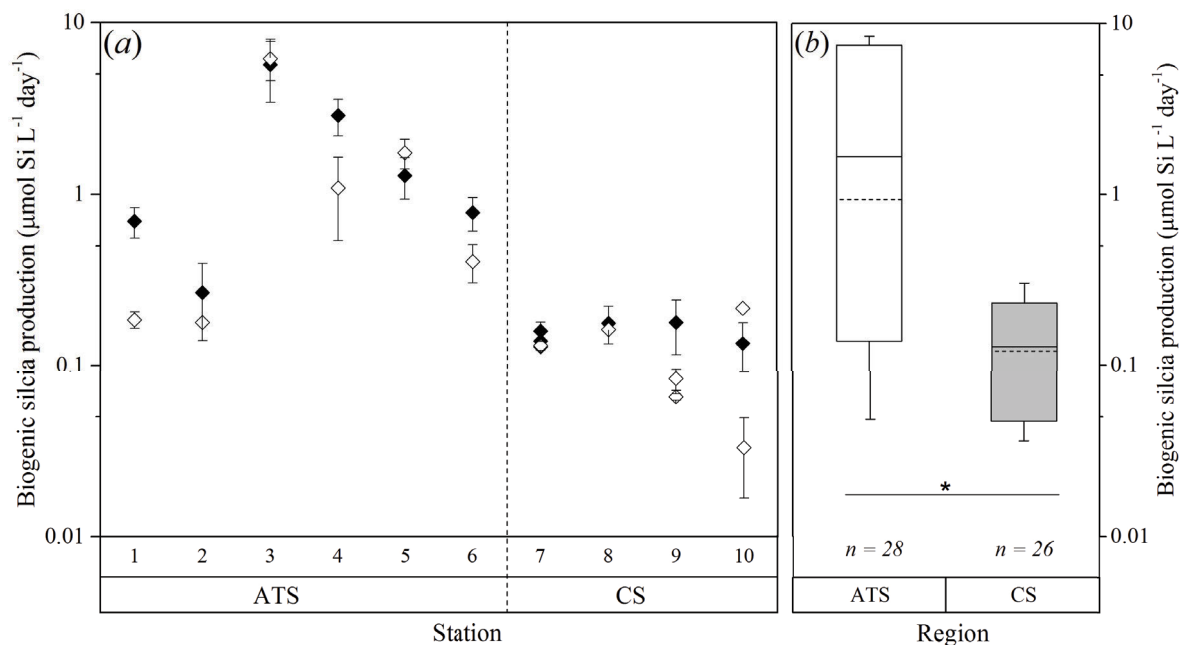 (a)
Biogenic silcia production (µmol Si L⁻¹ day⁻¹)
10
1
0.1
0.01
1 2 3 4 5 6 7 8 9 10
ATS CS
Station
(b)
*
n = 28 n = 26
ATS CS
Region
10
1
0.1
0.01
Biogenic silcia production (µmol Si L⁻¹ day⁻¹)